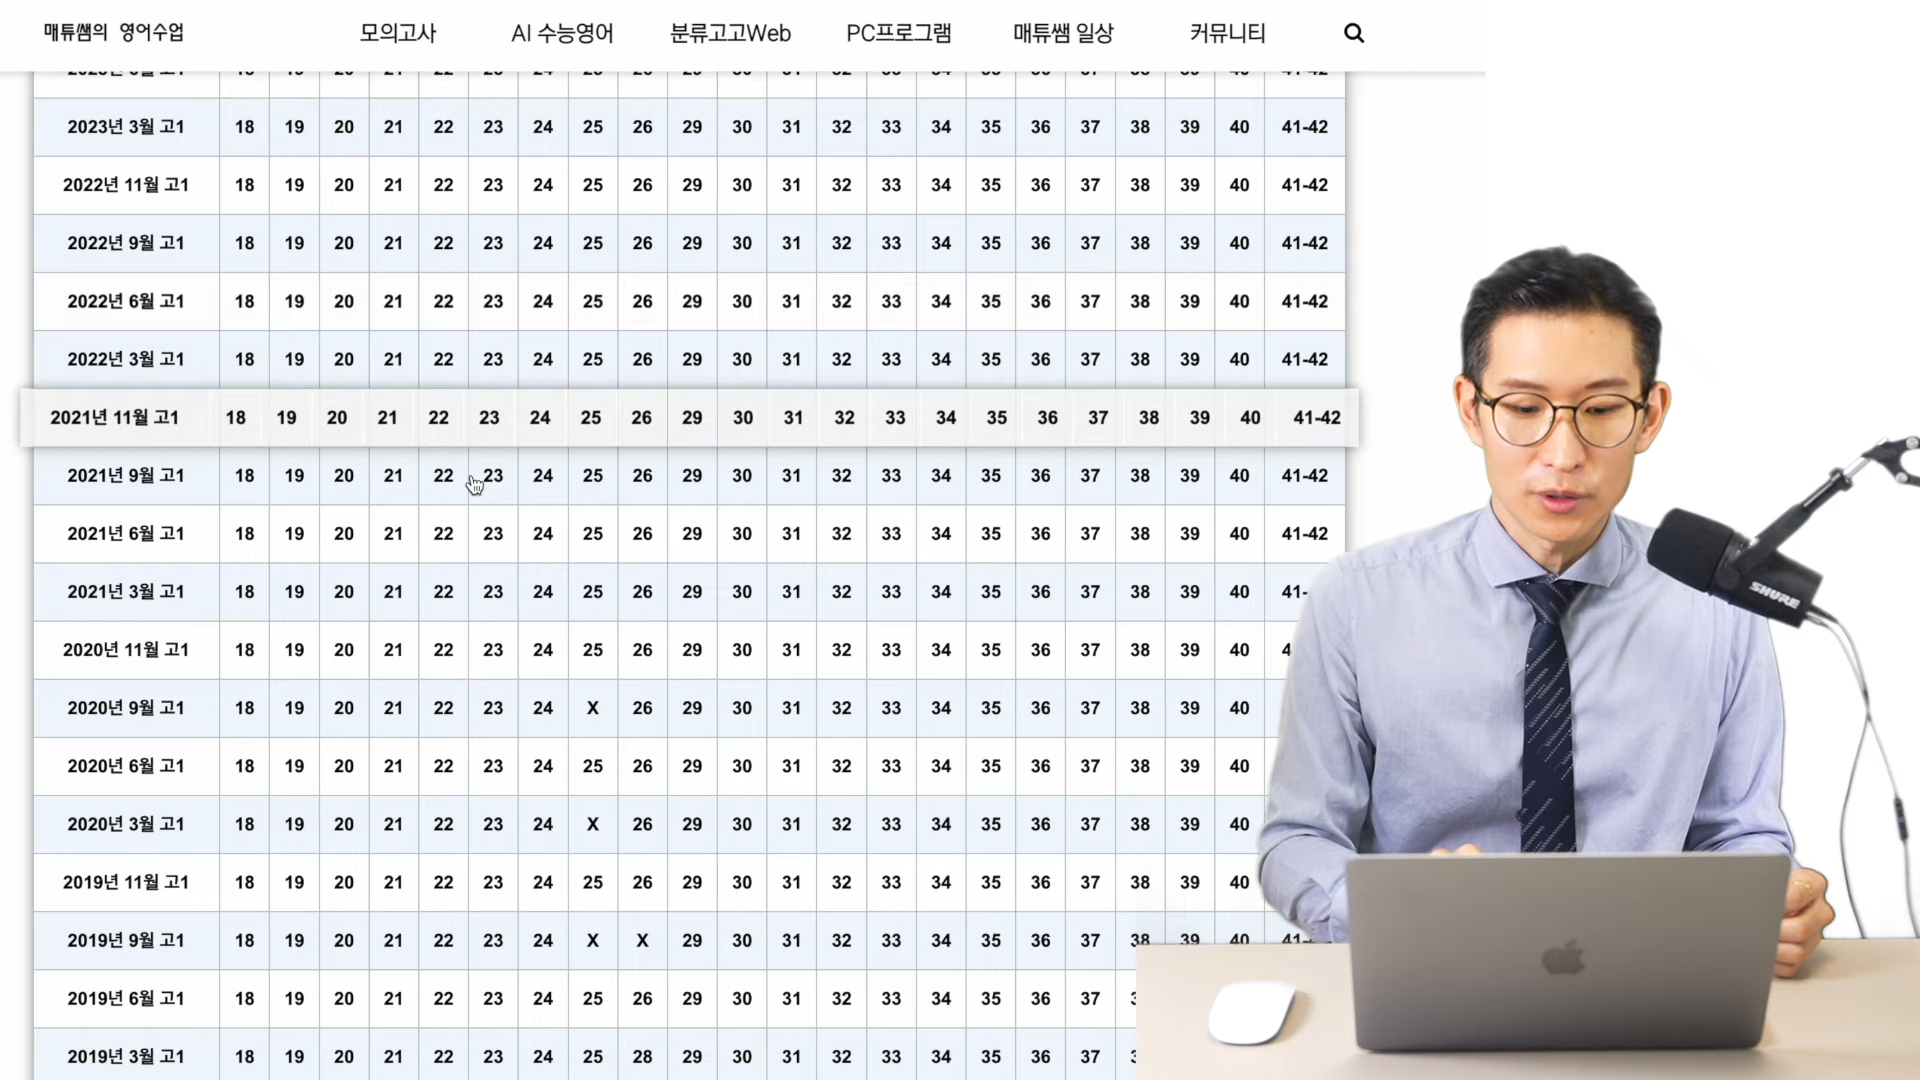 매튜쌤의 영어수업 모의고사 AI 수능영어 분류고고Web PC프로그램 매튜쌤 일상 커뮤니티
2023년 3월 고1 18 19 20 21 22 23 24 25 26 29 30 31 32 33 34 35 36 37 38 39 40 41-42
2022년 11월 고1 18 19 20 21 22 23 24 25 26 29 30 31 32 33 34 35 36 37 38 39 40 41-42
2022년 9월 고1 18 19 20 21 22 23 24 25 26 29 30 31 32 33 34 35 36 37 38 39 40 41-42
2022년 6월 고1 18 19 20 21 22 23 24 25 26 29 30 31 32 33 34 35 36 37 38 39 40 41-42
2022년 3월 고1 18 19 20 21 22 23 24 25 26 29 30 31 32 33 34 35 36 37 38 39 40 41-42
2021년 11월 고1 18 19 20 21 22 23 24 25 26 29 30 31 32 33 34 35 36 37 38 39 40 41-42
2021년 9월 고1 18 19 20 21 22 23 24 25 26 29 30 31 32 33 34 35 36 37 38 39 40 41-42
2021년 6월 고1 18 19 20 21 22 23 24 25 26 29 30 31 32 33 34 35 36 37 38 39 40 41-42
2021년 3월 고1 18 19 20 21 22 23 24 25 26 29 30 31 32 33 34 35 36 37 38 39 40 41-
2020년 11월 고1 18 19 20 21 22 23 24 25 26 29 30 31 32 33 34 35 36 37 38 39 40 4
2020년 9월 고1 18 19 20 21 22 23 24 X 26 29 30 31 32 33 34 35 36 37 38 39 40
2020년 6월 고1 18 19 20 21 22 23 24 25 26 29 30 31 32 33 34 35 36 37 38 39 40
2020년 3월 고1 18 19 20 21 22 23 24 X 26 29 30 31 32 33 34 35 36 37 38 39 40
2019년 11월 고1 18 19 20 21 22 23 24 25 26 29 30 31 32 33 34 35 36 37 38 39 40
2019년 9월 고1 18 19 20 21 22 23 24 X X 29 30 31 32 33 34 35 36 37 38 39 40 41-
2019년 6월 고1 18 19 20 21 22 23 24 25 26 29 30 31 32 33 34 35 36 37
2019년 3월 고1 18 19 20 21 22 23 24 25 28 29 30 31 32 33 34 35 36 37
SHURE